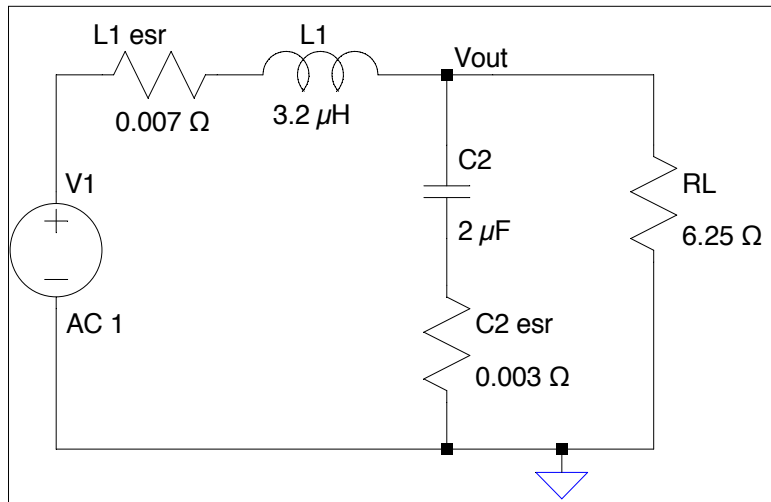 L1 esr
0.007 Ω
L1
3.2 µH
Vout
V1
AC 1
C2
2 µF
C2 esr
0.003 Ω
RL
6.25 Ω